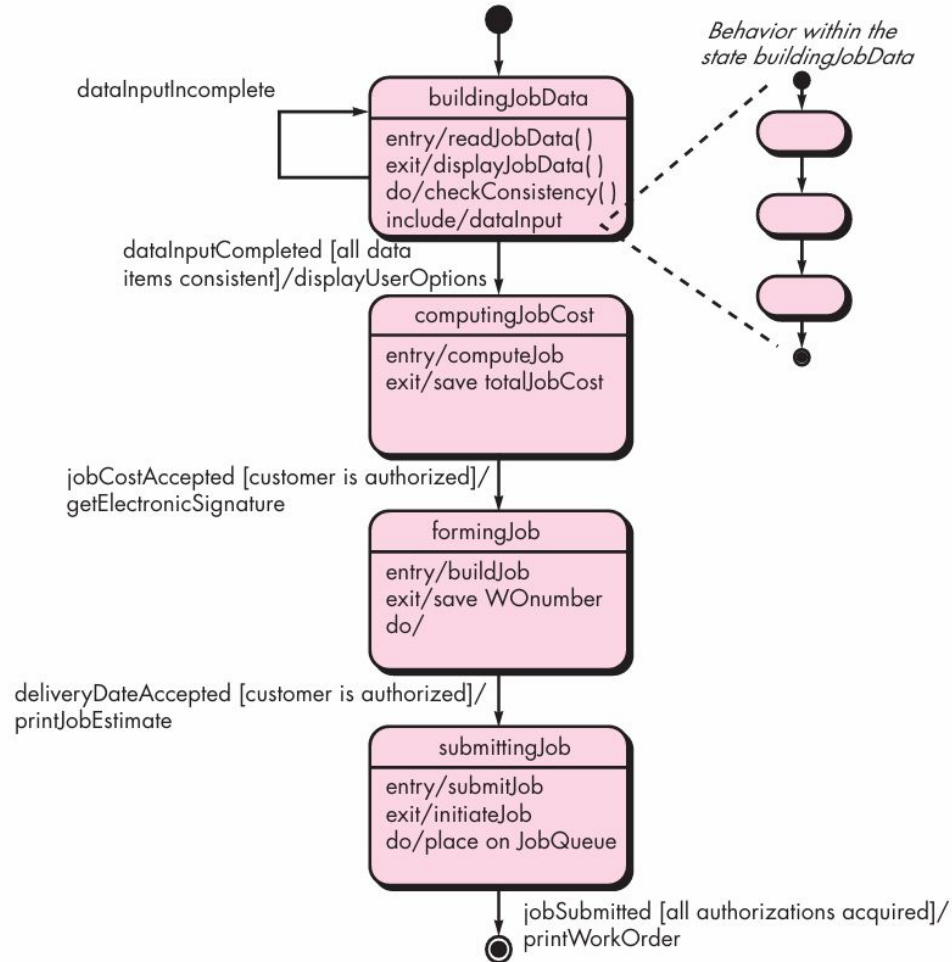 Behavior within the
state buildingJobData
dataInputIncomplete
buildingJobData
entry/readJobData( )
exit/displayJobData( )
do/checkConsistency( )
include/dataInput
dataInputCompleted [all data
items consistent]/displayUserOptions
computingJobCost
entry/computeJob
exit/save totalJobCost
jobCostAccepted [customer is authorized]/
getElectronicSignature
formingJob
entry/buildJob
exit/save WOnumber
do/
deliveryDateAccepted [customer is authorized]/
printJobEstimate
submittingJob
entry/submitJob
exit/initiateJob
do/place on JobQueue
jobSubmitted [all authorizations acquired]/
printWorkOrder